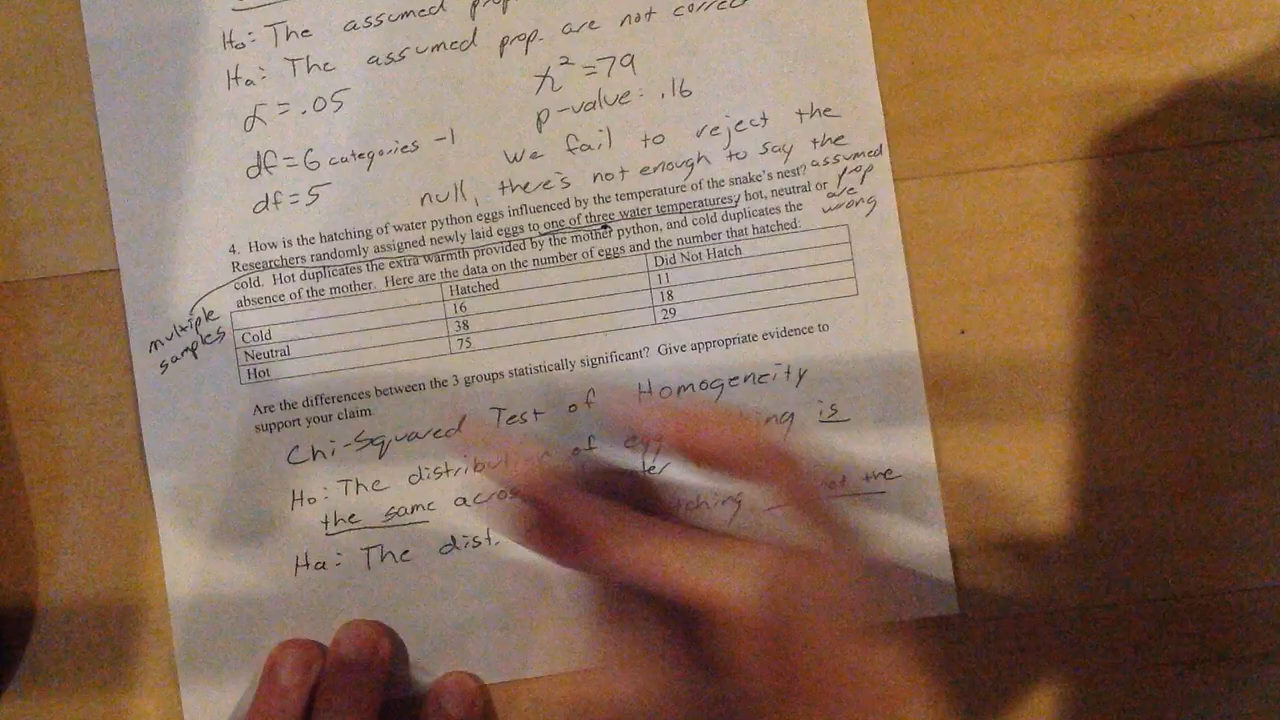 Ho: The assumed
Ha: The assumed prop. are not correct
α = .05
χ² = 79
p-value: .16
df = 6 categories -1
df = 5
We fail to reject the
null, there's not enough to say the
assumed
prop
are
wrong
4. How is the hatching of water python eggs influenced by the temperature of the snake's nest?
Researchers randomly assigned newly laid eggs to one of three water temperatures, hot, neutral or
cold. Hot duplicates the extra warmth provided by the mother python, and cold duplicates the
absence of the mother. Here are the data on the number of eggs and the number that hatched:
multiple
samples
Hatched Did Not Hatch
Cold 16 11
Neutral 38 18
Hot 75 29
Are the differences between the 3 groups statistically significant? Give appropriate evidence to
support your claim
Chi-Squared Test of Homogeneity
Ho: The of egg is
the same
Ha: The dist. not the